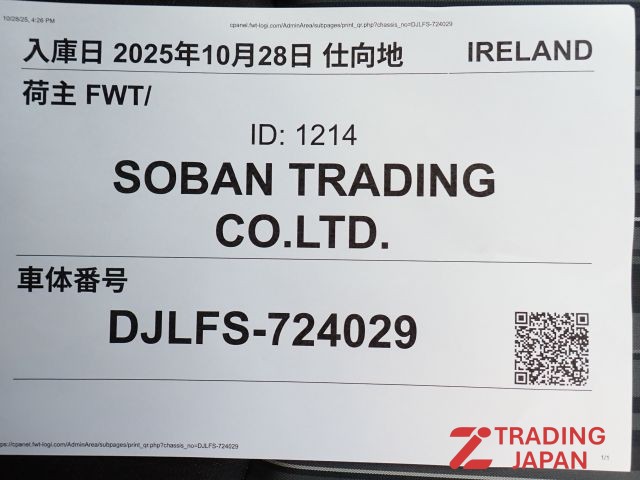 10/28/25, 4:26 PM
cpanel.fwt-logi.com/AdminArea/subpages/print_qr.php?chassis_no=DJLFS-724029
入庫日 2025年10月28日 仕向地 IRELAND
荷主 FWT/
ID: 1214
SOBAN TRADING
CO.LTD.
車体番号
DJLFS-724029
ps://cpanel.fwt-logi.com/AdminArea/subpages/print_qr.php?chassis_no=DJLFS-724029
1/1
TRADING
JAPAN